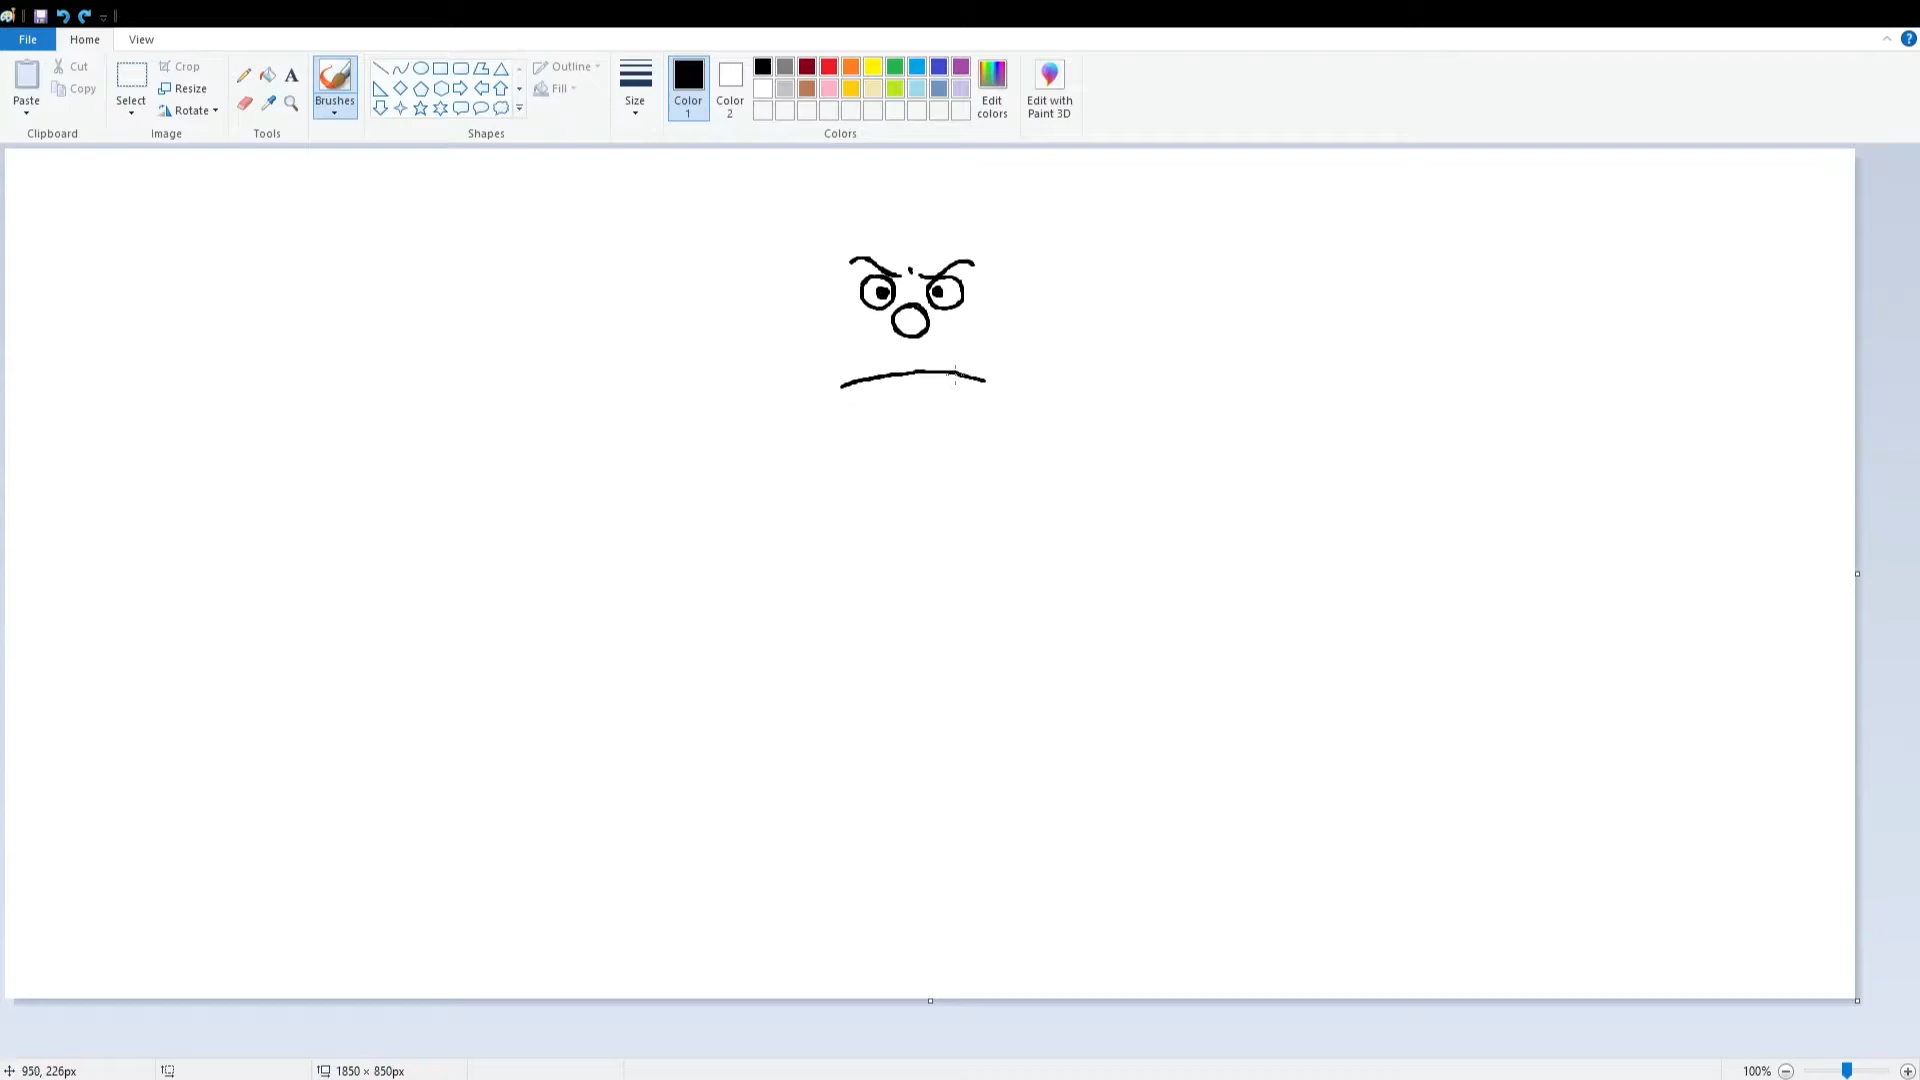 File Home View
Paste
Cut
Copy
Clipboard
Select
Crop
Resize
Rotate
Image
A
Tools
Brushes
Shapes
Outline
Fill
Size
Color 1
Color 2
Colors
Edit colors
Edit with Paint 3D
?
950, 226px
1850 × 850px
100%